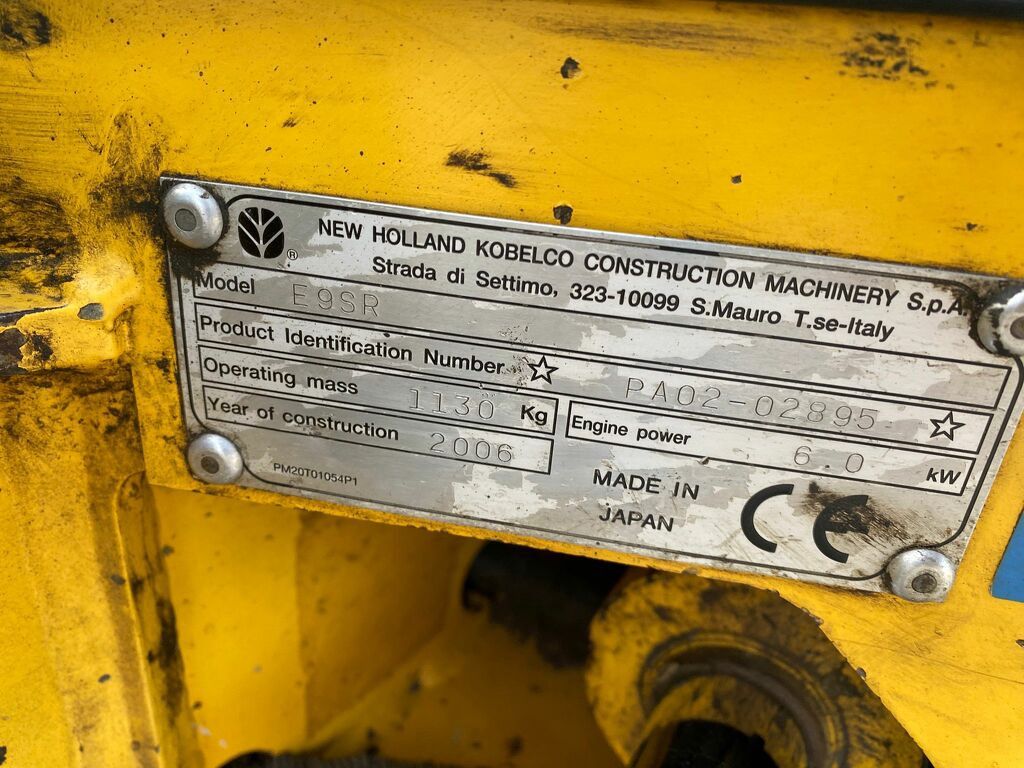 NEW HOLLAND KOBELCO CONSTRUCTION MACHINERY S.p.A.
Strada di Settimo, 323-10099 S.Mauro T.se-Italy
Model E9SR
Product Identification Number ☆ PA02-02895 ☆
Operating mass 1130 Kg Engine power 6.0 kW
Year of construction 2006
PM20T01054P1 MADE IN
JAPAN CE